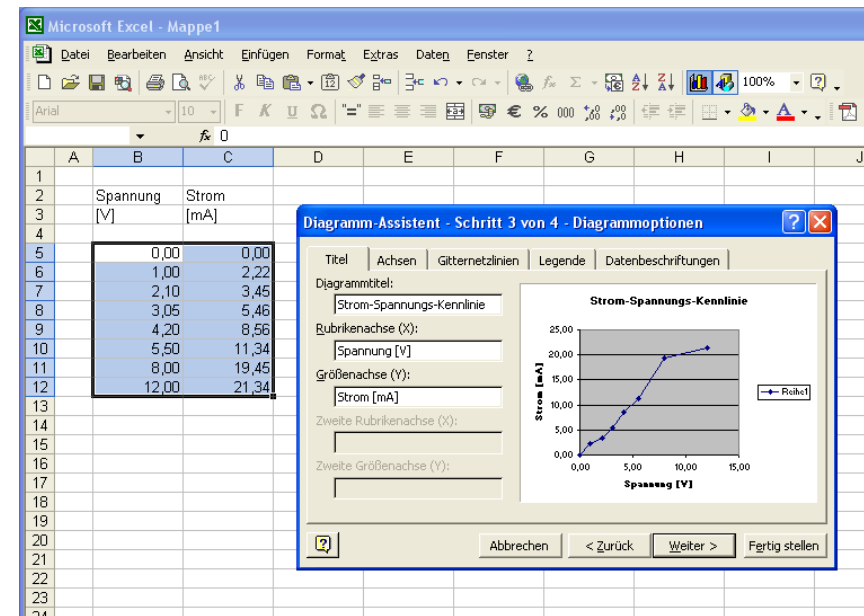 Microsoft Excel - Mappe1
Datei Bearbeiten Ansicht Einfügen Format Extras Daten Fenster ?
100%
Arial 10 F K U
€ % 000
fx 0
A B C D E F G H I J
1
2 Spannung Strom
3 [V] [mA]
4
5 0,00 0,00
6 1,00 2,22
7 2,10 3,45
8 3,05 5,46
9 4,20 8,56
10 5,50 11,34
11 8,00 19,45
12 12,00 21,34
13
14
15
16
17
18
19
20
21
22
23
24
Diagramm-Assistent - Schritt 3 von 4 - Diagrammoptionen
Titel Achsen Gitternetzlinien Legende Datenbeschriftungen
Diagrammtitel:
Strom-Spannungs-Kennlinie
Rubrikenachse (X):
Spannung [V]
Größenachse (Y):
Strom [mA]
Zweite Rubrikenachse (X):
Zweite Größenachse (Y):
Strom-Spannungs-Kennlinie
25,00
20,00
15,00
10,00
5,00
0,00
Strom [mA]
0,00 5,00 10,00 15,00
Spannung [V]
Reihe1
Abbrechen < Zurück Weiter > Fertig stellen